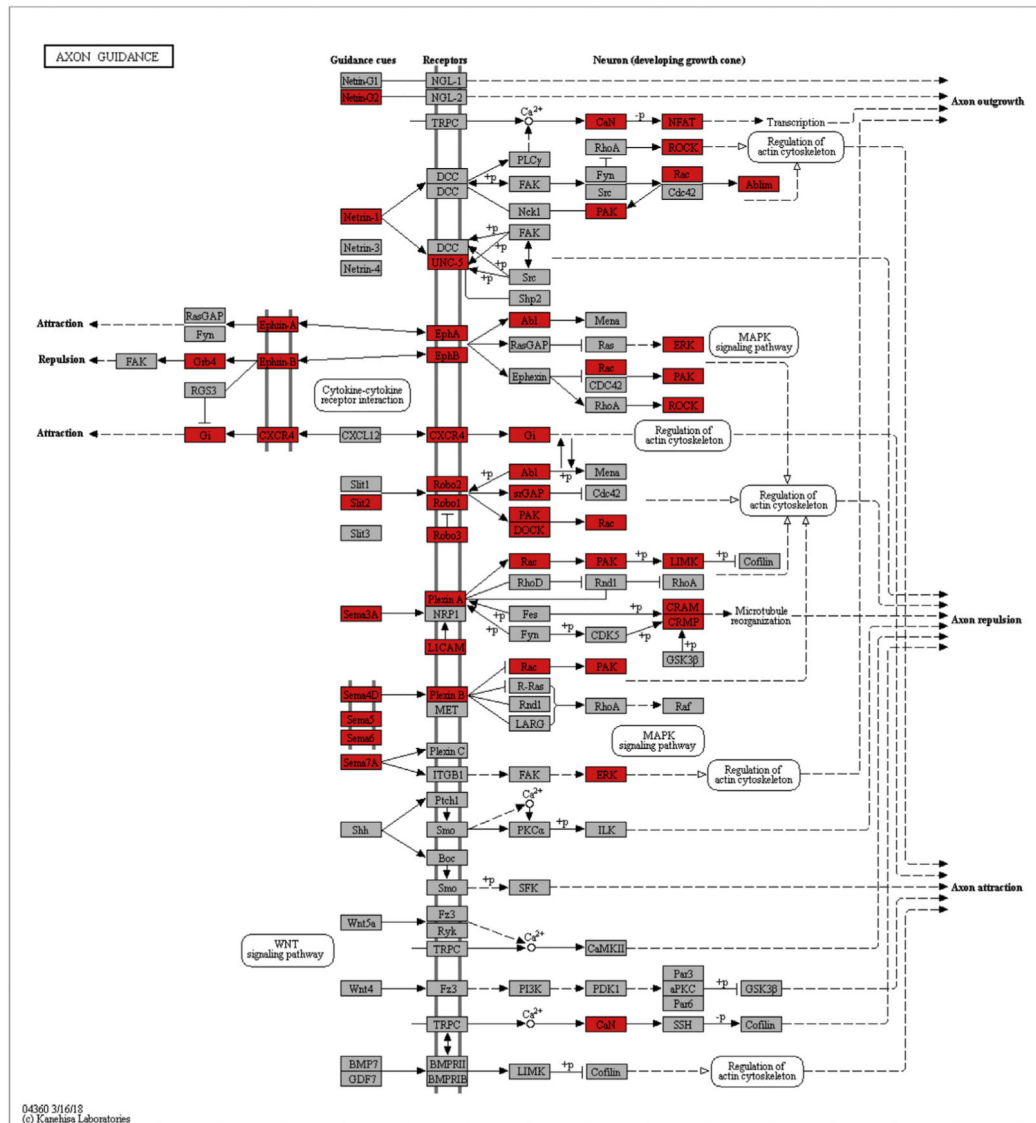 AXON GUIDANCE
Guidance cues
Receptors
Neuron (developing growth cone)
Netrin-G1
NGL-1
Netrin-G2
NGL-2
Axon outgrowth
TRPC
Ca2+
CaN
-p
NFAT
Transcription
RhoA
ROCK
Regulation of
actin cytoskeleton
PLCγ
DCC
DCC
+p
FAK
Fyn
Src
Rac
Cdc42
Ablim
Netrin-1
Nck1
PAK
Netrin-3
Netrin-4
DCC
UNC-5
+p
+p
+p
+p
FAK
Src
Shp2
Attraction
RasGAP
Fyn
Ephrin-A
EphA
Abl
Mena
Repulsion
FAK
Grb4
Ephrin-B
EphB
RasGAP
Ras
ERK
MAPK
signaling pathway
RGS3
Cytokine-cytokine
receptor interaction
Ephexin
Rac
CDC42
PAK
RhoA
ROCK
Attraction
Gi
CXCR4
CXCL12
CXCR4
Gi
Regulation of
actin cytoskeleton
Slit1
Slit2
Slit3
Robo2
Robo1
Robo3
+p
Abl
+p
Mena
srGAP
Cdc42
PAK
DOCK
Rac
Regulation of
actin cytoskeleton
Rac
+p
PAK
+p
LIMK
+p
Cofilin
RhoD
Rnd1
RhoA
Sema3A
Plexin A
NRP1
L1CAM
+p
+p
Fes
+p
CRAM
CRMP
Microtubule
reorganization
Axon repulsion
Fyn
+p
CDK5
+p
+p
GSK3β
Rac
PAK
Sema4D
Sema5
Sema6
Sema7A
Plexin B
MET
R-Ras
Rnd1
LARG
RhoA
Raf
MAPK
signaling pathway
Plexin C
ITGB1
FAK
ERK
Regulation of
actin cytoskeleton
Shh
Ptch1
Smo
Ca2+
PKCα
+p
ILK
Boc
Smo
+p
SFK
Axon attraction
Wnt5a
Fz3
Ryk
TRPC
Ca2+
CaMKII
WNT
signaling pathway
Wnt4
Fz3
PI3K
PDK1
Par3
aPKC
Par6
+p
GSK3β
TRPC
Ca2+
CaN
SSH
-p
Cofilin
BMP7
GDF7
BMPRII
BMPRIB
LIMK
+p
Cofilin
Regulation of
actin cytoskeleton
04360 3/16/18
(c) Kanehisa Laboratories